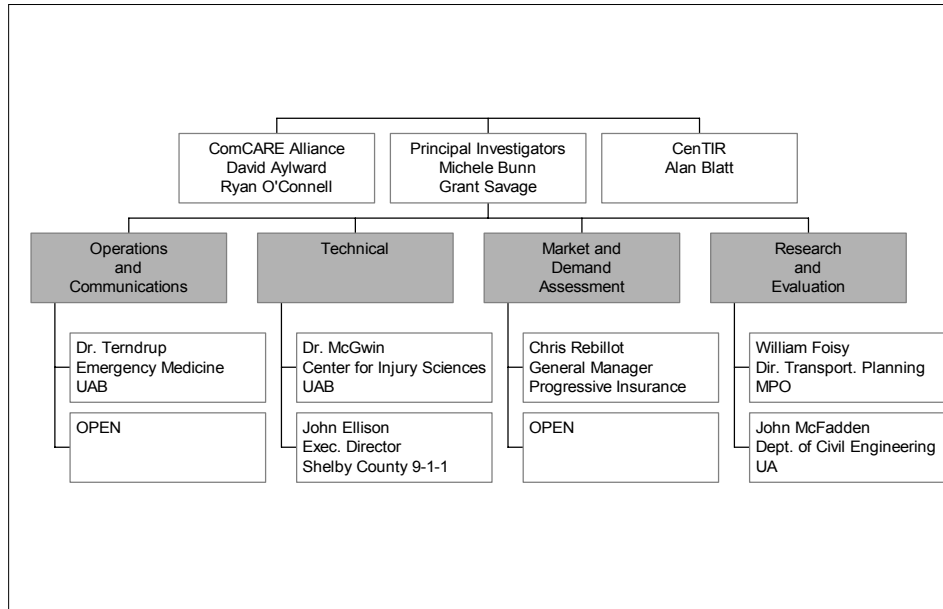 ComCARE Alliance
David Aylward
Ryan O'Connell
Principal Investigators
Michele Bunn
Grant Savage
CenTIR
Alan Blatt
Operations
and
Communications
Technical
Market and
Demand
Assessment
Research
and
Evaluation
Dr. Terndrup
Emergency Medicine
UAB
OPEN
Dr. McGwin
Center for Injury Sciences
UAB
John Ellison
Exec. Director
Shelby County 9-1-1
Chris Rebillot
General Manager
Progressive Insurance
OPEN
William Foisy
Dir. Transport. Planning
MPO
John McFadden
Dept. of Civil Engineering
UA